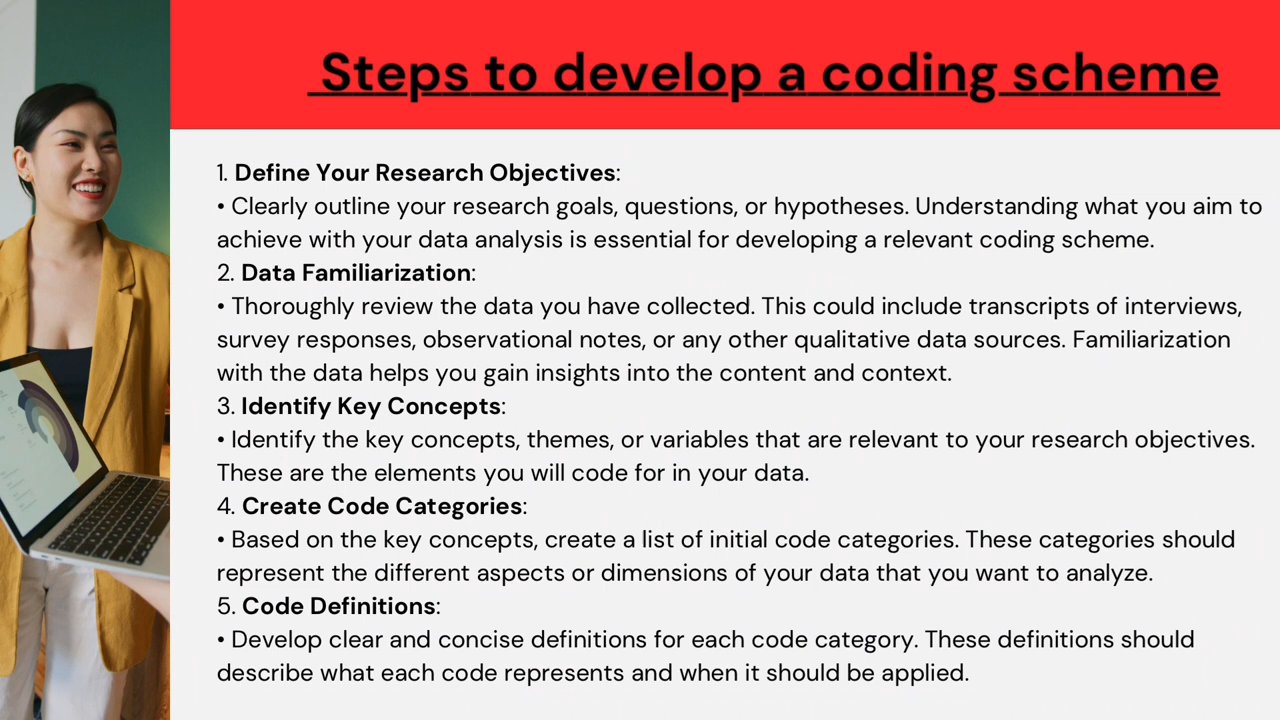 Steps to develop a coding scheme
1. Define Your Research Objectives:
• Clearly outline your research goals, questions, or hypotheses. Understanding what you aim to
achieve with your data analysis is essential for developing a relevant coding scheme.
2. Data Familiarization:
• Thoroughly review the data you have collected. This could include transcripts of interviews,
survey responses, observational notes, or any other qualitative data sources. Familiarization
with the data helps you gain insights into the content and context.
3. Identify Key Concepts:
• Identify the key concepts, themes, or variables that are relevant to your research objectives.
These are the elements you will code for in your data.
4. Create Code Categories:
• Based on the key concepts, create a list of initial code categories. These categories should
represent the different aspects or dimensions of your data that you want to analyze.
5. Code Definitions:
• Develop clear and concise definitions for each code category. These definitions should
describe what each code represents and when it should be applied.